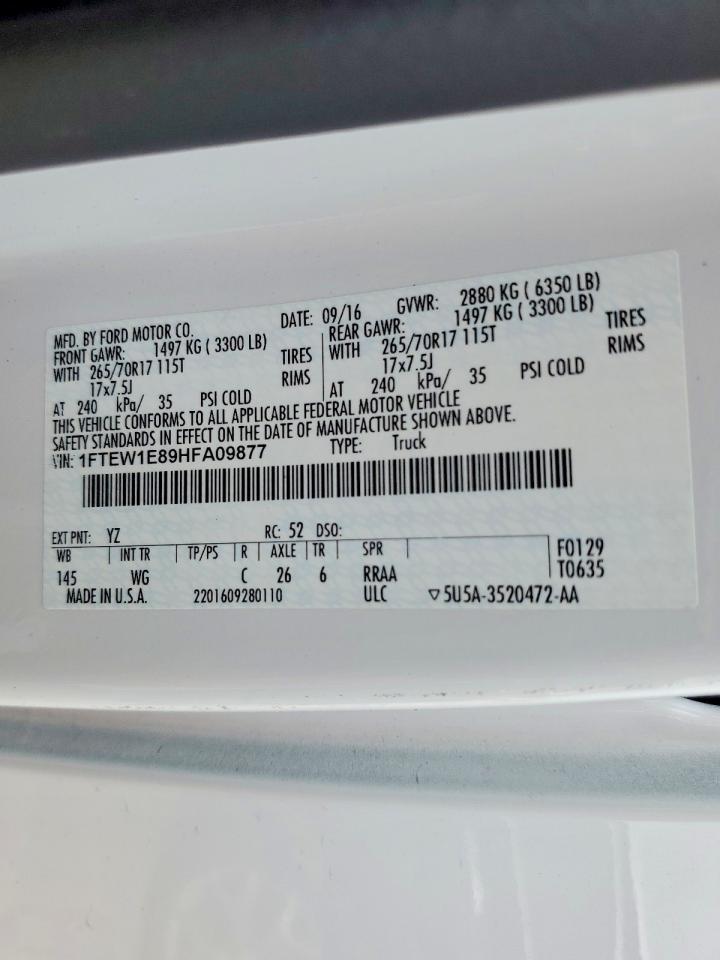 MFD. BY FORD MOTOR CO. DATE: 09/16 GVWR: 2880 KG ( 6350 LB)
FRONT GAWR: 1497 KG ( 3300 LB) REAR GAWR: 1497 KG ( 3300 LB)
WITH 265/70R17 115T TIRES WITH 265/70R17 115T TIRES
17x7.5J RIMS 17x7.5J RIMS
AT 240 kPa/ 35 PSI COLD AT 240 kPa/ 35 PSI COLD
THIS VEHICLE CONFORMS TO ALL APPLICABLE FEDERAL MOTOR VEHICLE
SAFETY STANDARDS IN EFFECT ON THE DATE OF MANUFACTURE SHOWN ABOVE.
VIN: 1FTEW1E89HFA09877 TYPE: Truck
EXT PNT: YZ RC: 52 DSO:
WB INT TR TP/PS R AXLE TR SPR F0129
145 WG C 26 6 RRAA T0635
MADE IN U.S.A. 2201609280110 ULC ▽5U5A-3520472-AA